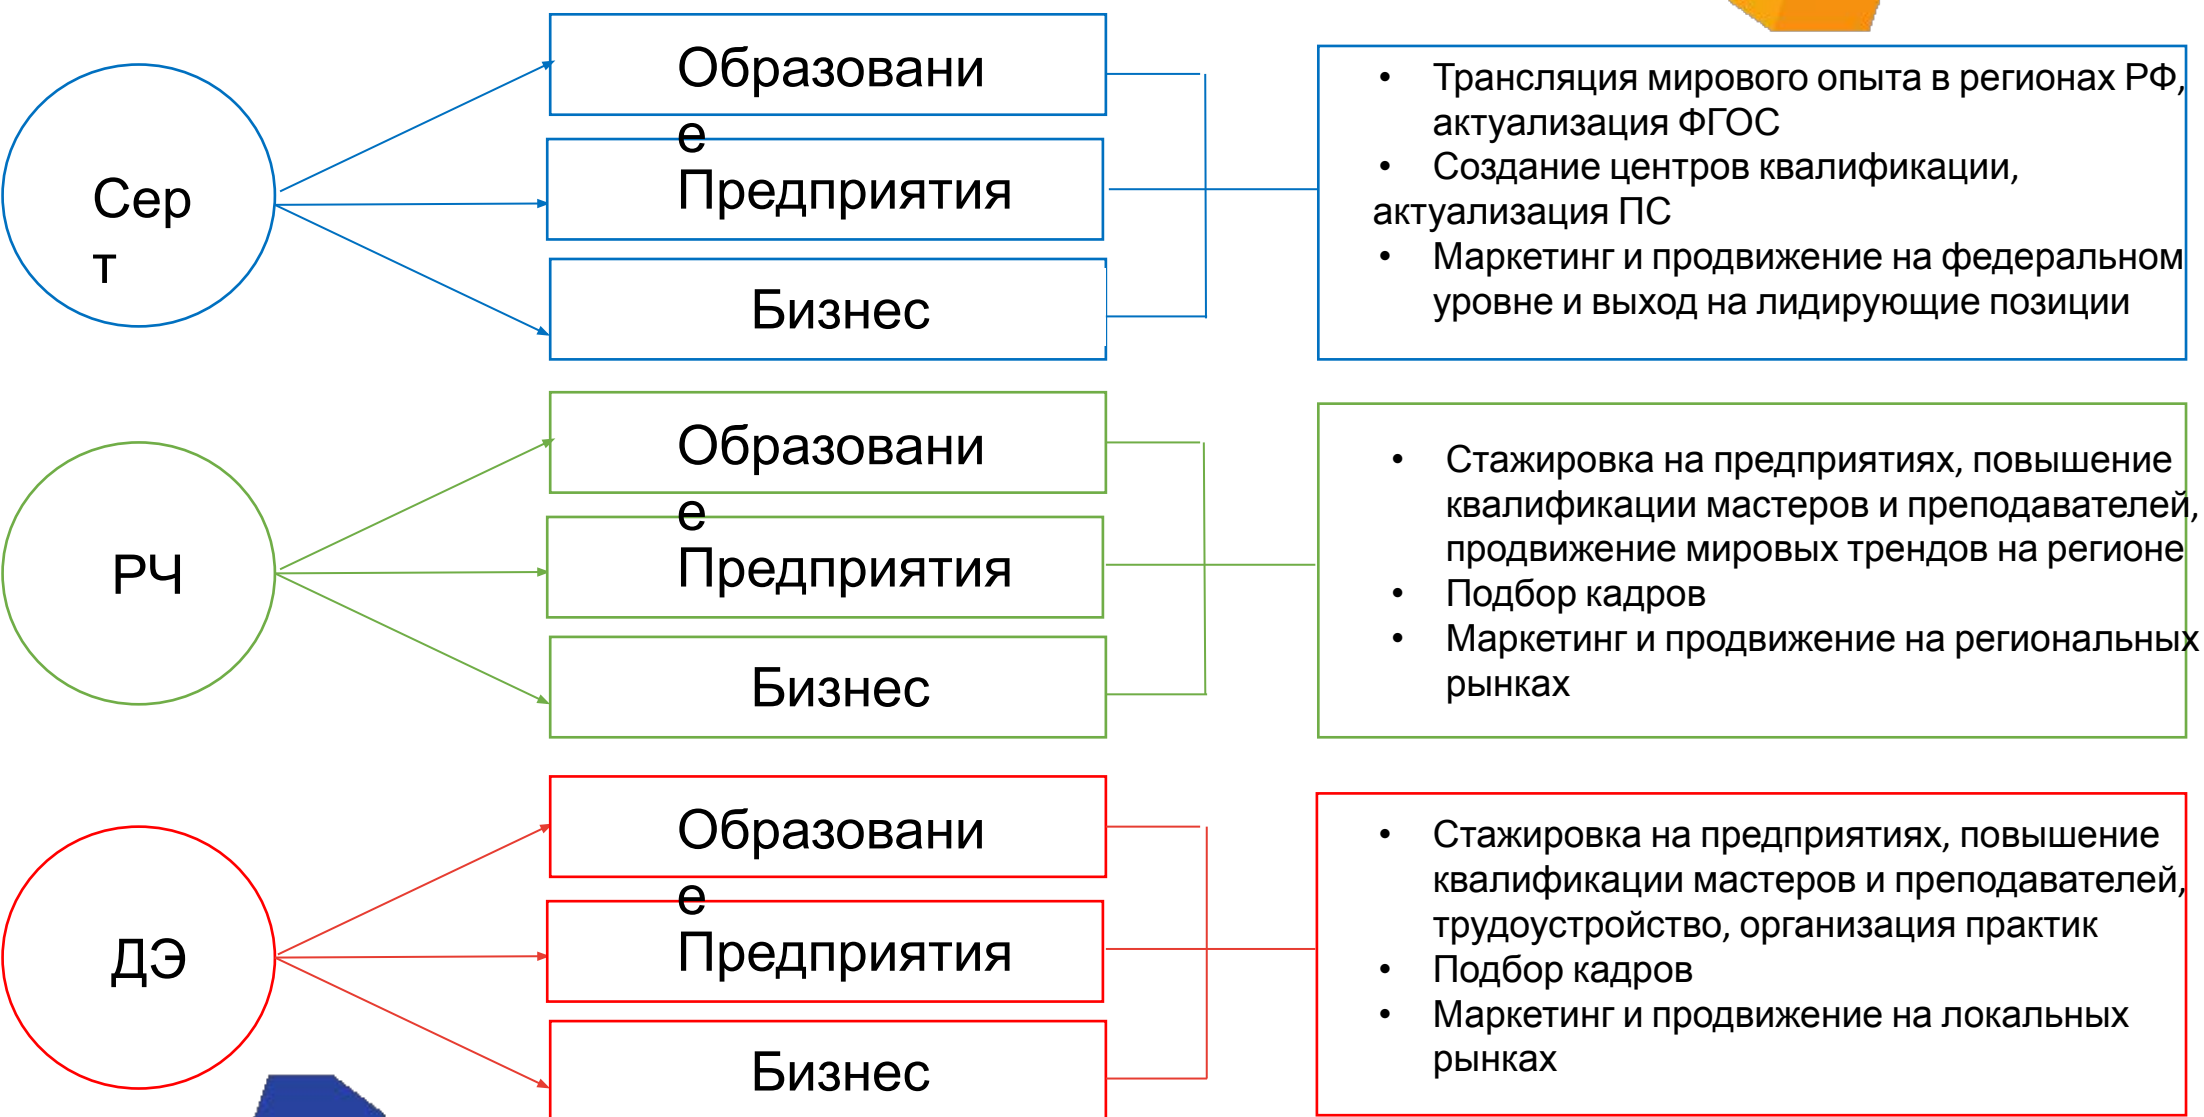 Сер
т
Образовани
е
Предприятия
Бизнес
• Трансляция мирового опыта в регионах РФ,
актуализация ФГОС
• Создание центров квалификации,
актуализация ПС
• Маркетинг и продвижение на федеральном
уровне и выход на лидирующие позиции
РЧ
Образовани
е
Предприятия
Бизнес
• Стажировка на предприятиях, повышение
квалификации мастеров и преподавателей,
продвижение мировых трендов на регионе
• Подбор кадров
• Маркетинг и продвижение на региональных
рынках
ДЭ
Образовани
е
Предприятия
Бизнес
• Стажировка на предприятиях, повышение
квалификации мастеров и преподавателей,
трудоустройство, организация практик
• Подбор кадров
• Маркетинг и продвижение на локальных
рынках